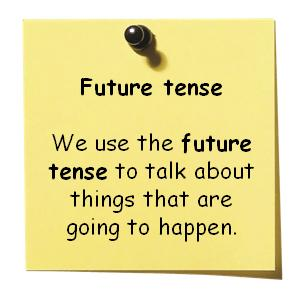 Future tense
We use the future
tense to talk about
things that are
going to happen.